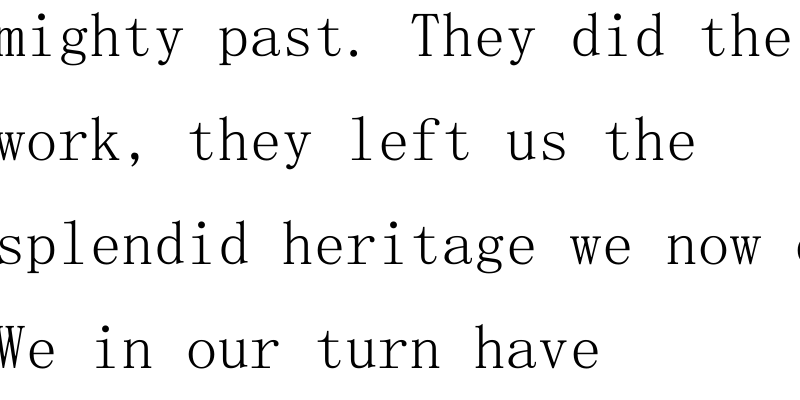 mighty past. They did the
work, they left us the
splendid heritage we now
We in our turn have